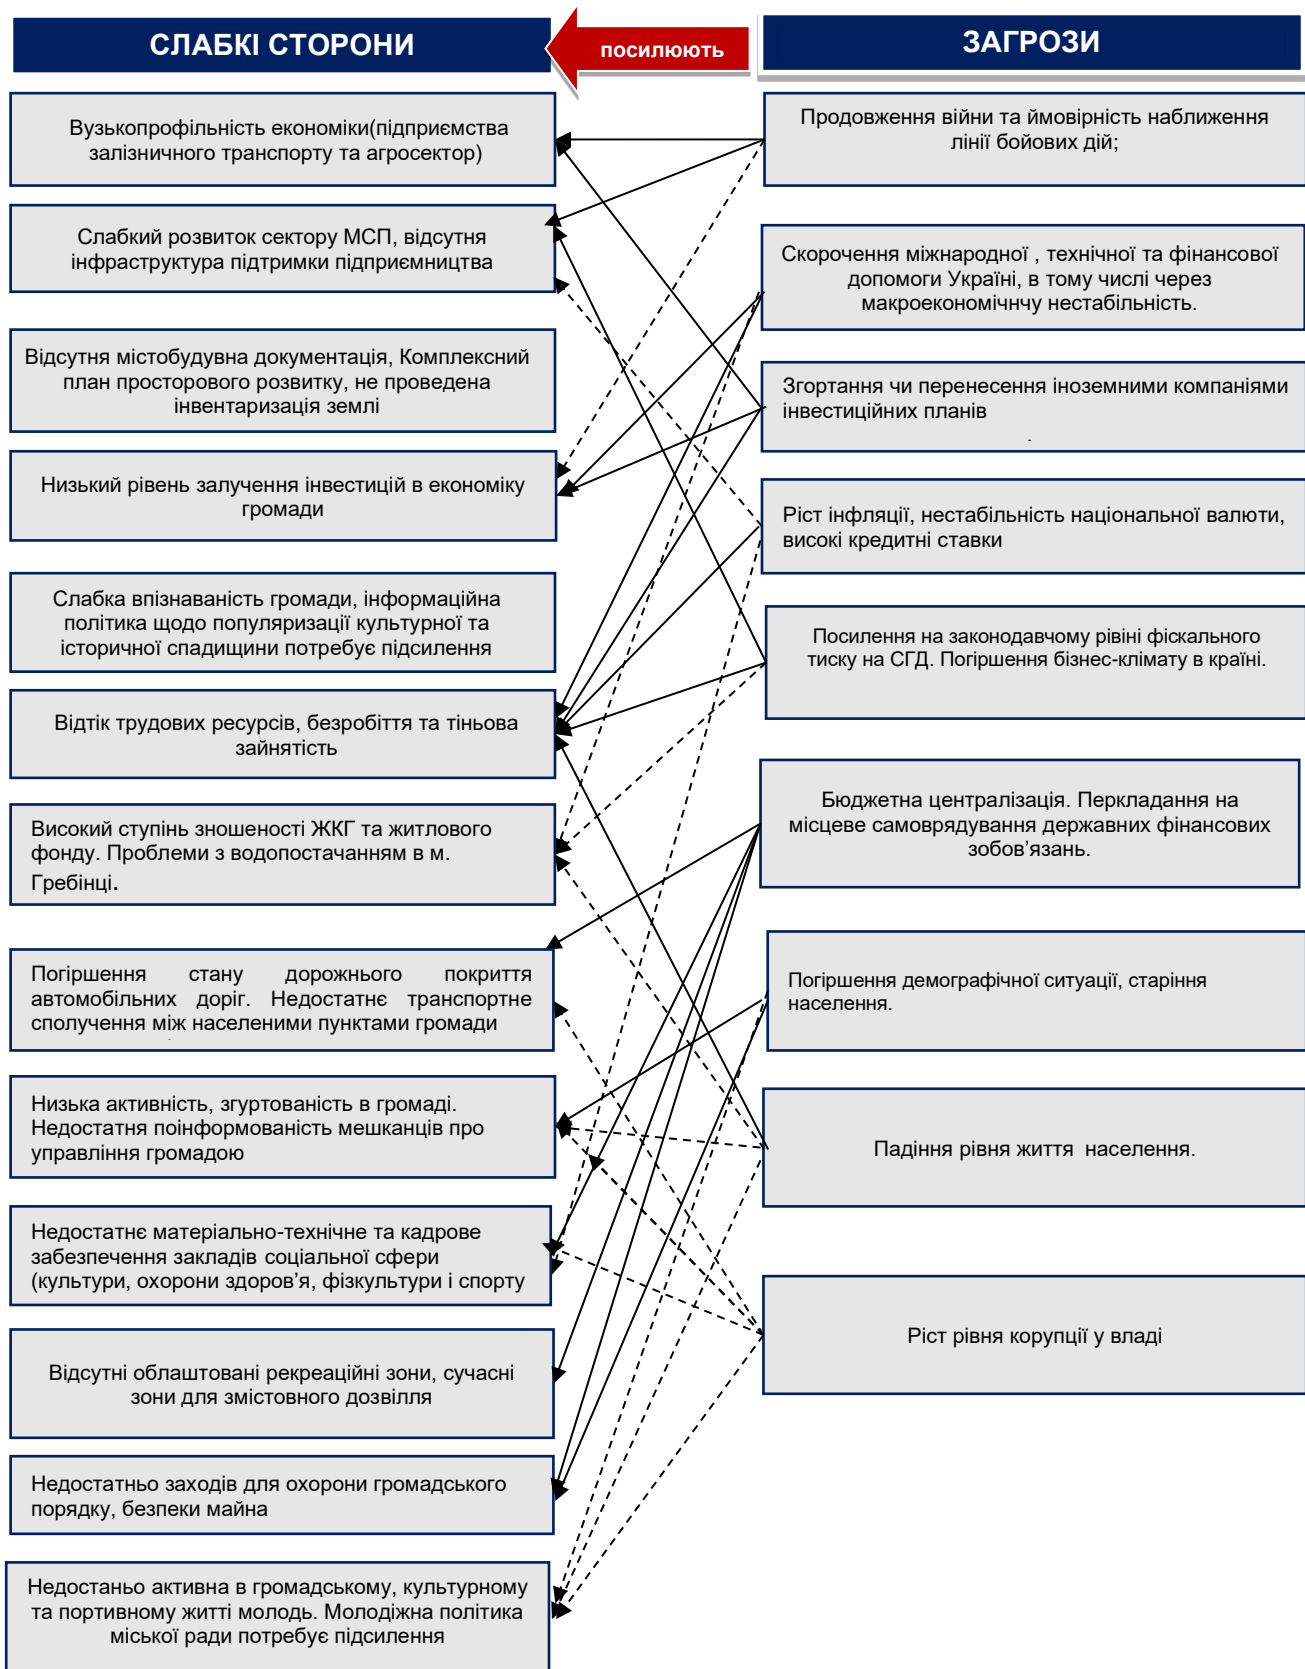 СЛАБКІ СТОРОНИ
посилюють
ЗАГРОЗИ
Вузькопрофільність економіки(підприємства
залізничного транспорту та агросектор)
Слабкий розвиток сектору МСП, відсутня
інфраструктура підтримки підприємництва
Відсутня містобудувна документація, Комплексний
план просторового розвитку, не проведена
інвентаризація землі
Низький рівень залучення інвестицій в економіку
громади
Слабка впізнаваність громади, інформаційна
політика щодо популяризації культурної та
історичної спадищини потребує підсилення
Відтік трудових ресурсів, безробіття та тіньова
зайнятість
Високий ступінь зношеності ЖКГ та житлового
фонду. Проблеми з водопостачанням в м.
Гребінці.
Погіршення стану дорожнього покриття
автомобільних доріг. Недостатнє транспортне
сполучення між населеними пунктами громади
Низька активність, згуртованість в громаді.
Недостатня поінформованість мешканців про
управління громадою
Недостатнє матеріально-технічне та кадрове
забезпечення закладів соціальної сфери
(культури, охорони здоров’я, фізкультури і спорту
Відсутні облаштовані рекреаційні зони, сучасні
зони для змістовного дозвілля
Недостатньо заходів для охорони громадського
порядку, безпеки майна
Недостаньо активна в громадському, культурному
та портивному житті молодь. Молодіжна політика
міської ради потребує підсилення
Продовження війни та ймовірність наближення
лінії бойових дій;
Скорочення міжнародної , технічної та фінансової
допомоги Україні, в тому числі через
макроекономічнчу нестабільність.
Згортання чи перенесення іноземними компаніями
інвестиційних планів
.
Ріст інфляції, нестабільність національної валюти,
високі кредитні ставки
Посилення на законодавчому рівіні фіскального
тиску на СГД. Погіршення бізнес-клімату в країні.
Бюджетна централізація. Перкладання на
місцеве самоврядування державних фінансових
зобов’язань.
Погіршення демографічної ситуації, старіння
населення.
Падіння рівня життя населення.
Ріст рівня корупції у владі